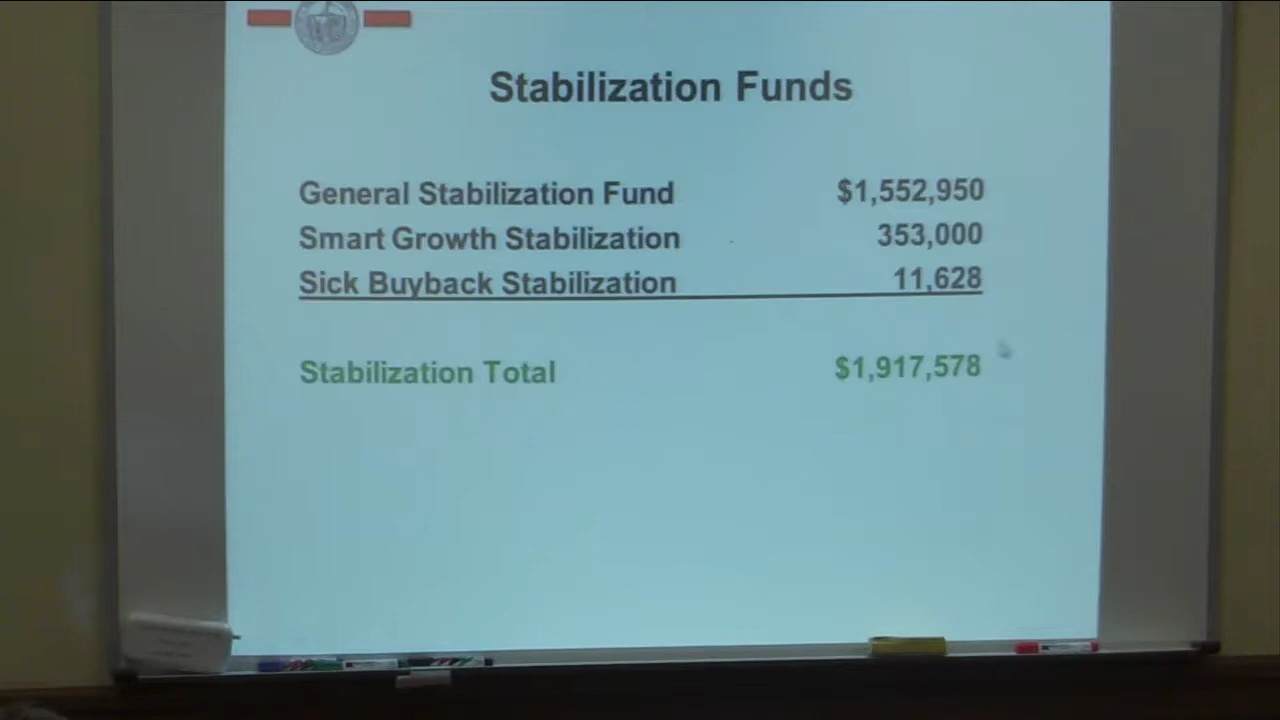 Stabilization Funds
General Stabilization Fund $1,552,950
Smart Growth Stabilization 353,000
Sick Buyback Stabilization 11,628
Stabilization Total $1,917,578